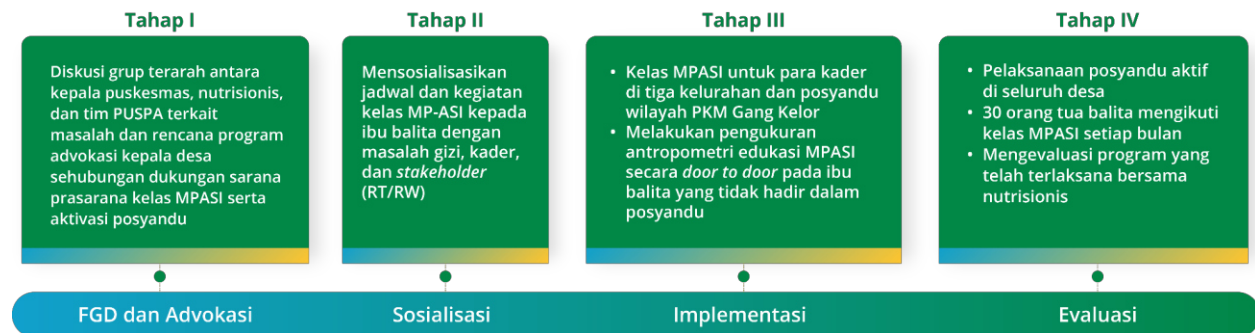 Tahap I
Diskusi grup terarah antara
kepala puskesmas, nutrisionis,
dan tim PUSPA terkait
masalah dan rencana program
advokasi kepala desa
sehubungan dukungan sarana
prasarana kelas MPASI serta
aktivasi posyandu
FGD dan Advokasi
Tahap II
Mensosialisasikan
jadwal dan kegiatan
kelas MP-ASI kepada
ibu balita dengan
masalah gizi, kader,
dan stakeholder
(RT/RW)
Sosialisasi
Tahap III
• Kelas MPASI untuk para kader
di tiga kelurahan dan posyandu
wilayah PKM Gang Kelor
• Melakukan pengukuran
antropometri edukasi MPASI
secara door to door pada ibu
balita yang tidak hadir dalam
posyandu
Implementasi
Tahap IV
• Pelaksanaan posyandu aktif
di seluruh desa
• 30 orang tua balita mengikuti
kelas MPASI setiap bulan
• Mengevaluasi program yang
telah terlaksana bersama
nutrisionis
Evaluasi